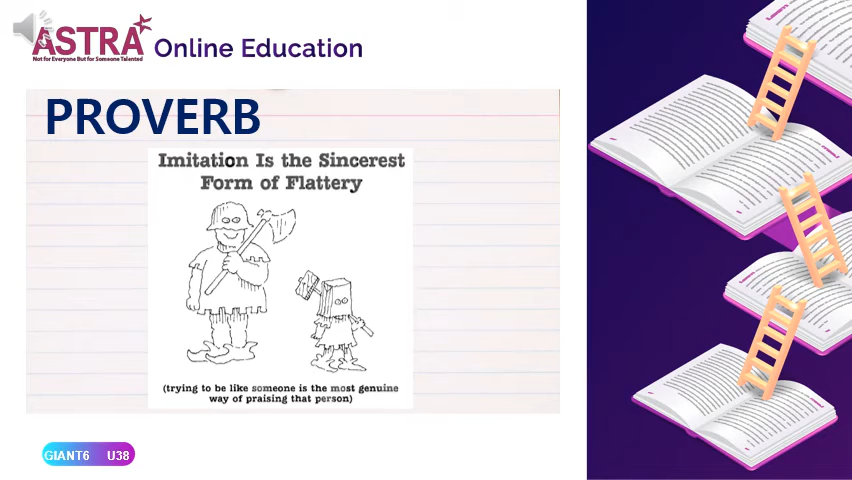 ASTRA
Not for Everyone But for Someone Talented
Online Education
PROVERB
Imitation Is the Sincerest
Form of Flattery
(trying to be like someone is the most genuine
way of praising that person)
GIANT6 U38